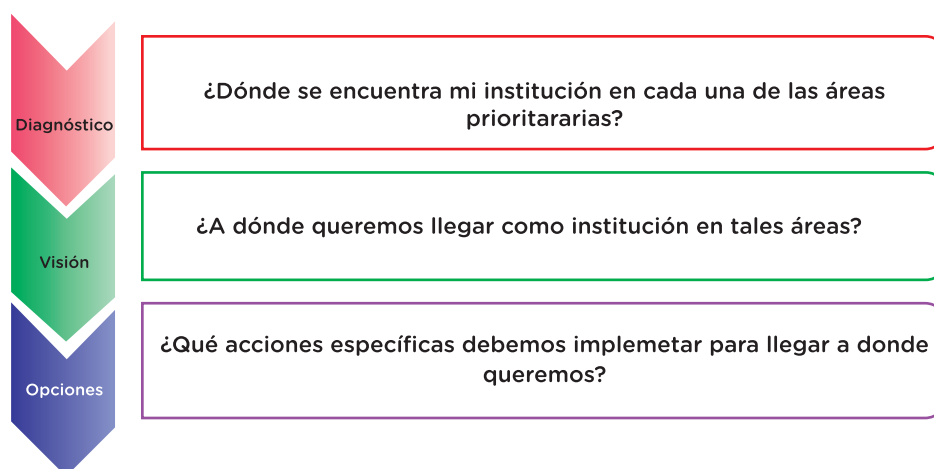 Diagnóstico
¿Dónde se encuentra mi institución en cada una de las áreas
prioritararias?
Visión
¿A dónde queremos llegar como institución en tales áreas?
Opciones
¿Qué acciones específicas debemos implemetar para llegar a donde
queremos?